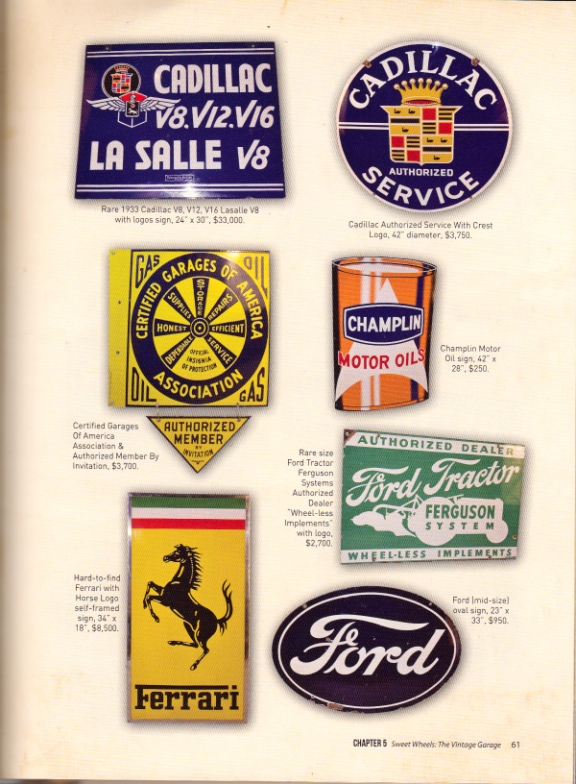 CADILLAC
V8.V12.V16
LA SALLE V8
Rare 1933 Cadillac V8, V12, V16 Lasalle V8
with logos sign, 24" x 30", $33,000.
CADILLAC
AUTHORIZED
SERVICE
Cadillac Authorized Service With Crest
Logo, 42" diameter, $3,750.
GAS OIL
CERTIFIED GARAGES OF AMERICA
STORAGE
SUPPLIES REPAIRS
HONEST EFFICIENT
DEPENDABLE SERVICE
OFFICIAL
INSIGNIA
OF PROTECTION
ASSOCIATION
OIL GAS
AUTHORIZED
MEMBER
BY
INVITATION
Certified Garages
Of America
Association &
Authorized Member By
Invitation, $3,700.
CHAMPLIN
MOTOR OILS
Champlin Motor
Oil sign, 42" x
28", $250.
Rare size
Ford Tractor
Ferguson
Systems
Authorized
Dealer
"Wheel-less
Implements"
with logo,
$2,700.
AUTHORIZED DEALER
Ford Tractor
FERGUSON
SYSTEM
WHEEL-LESS IMPLEMENTS
Hard-to-find
Ferrari with
Horse Logo
self-framed
sign, 34" x
18", $8,500.
Ferrari
Ford (mid-size)
oval sign, 23" x
33", $950.
Ford
CHAPTER 5 Sweet Wheels: The Vintage Garage 61